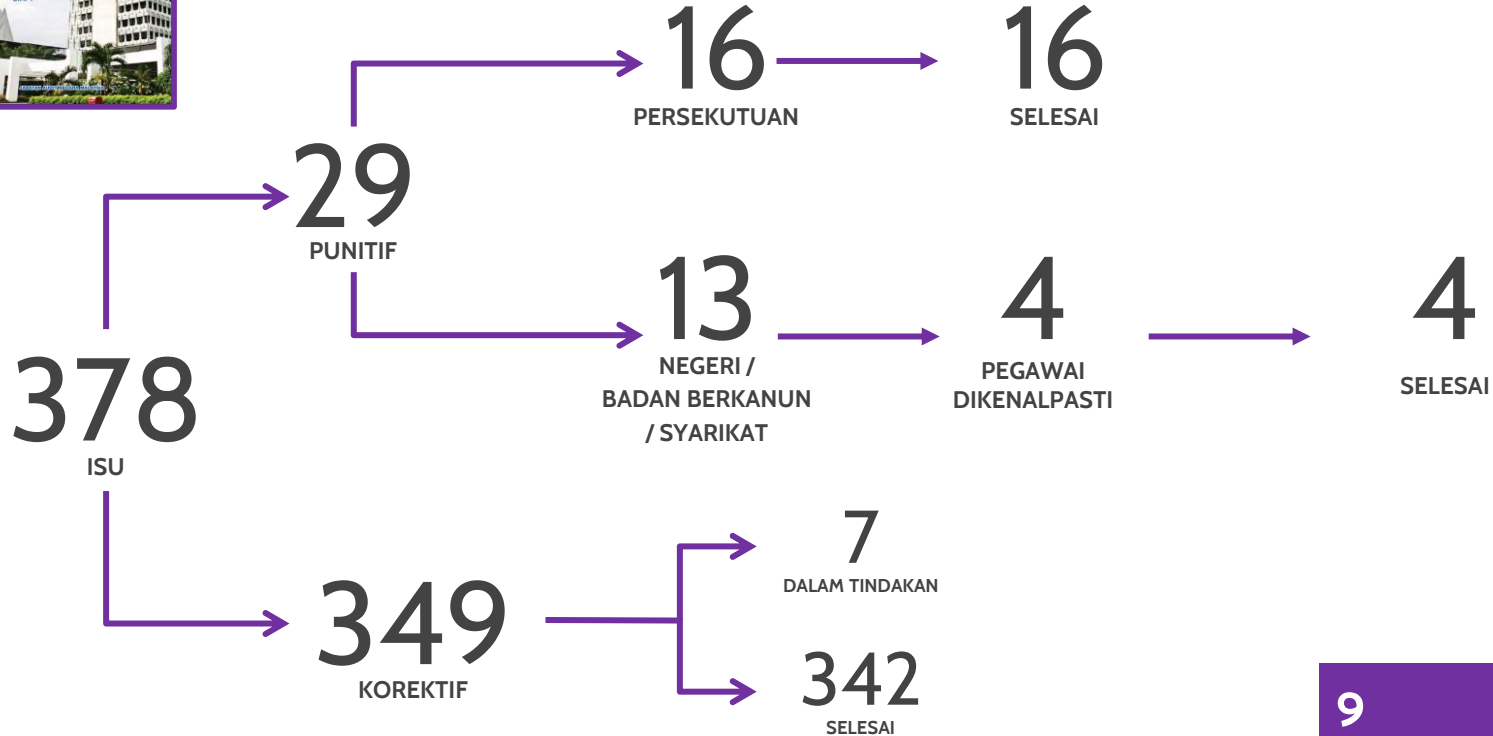 16
PERSEKUTUAN
16
SELESAI
29
PUNITIF
13
NEGERI /
BADAN BERKANUN
/ SYARIKAT
4
PEGAWAI
DIKENALPASTI
4
SELESAI
378
ISU
7
DALAM TINDAKAN
349
KOREKTIF
342
SELESAI
9